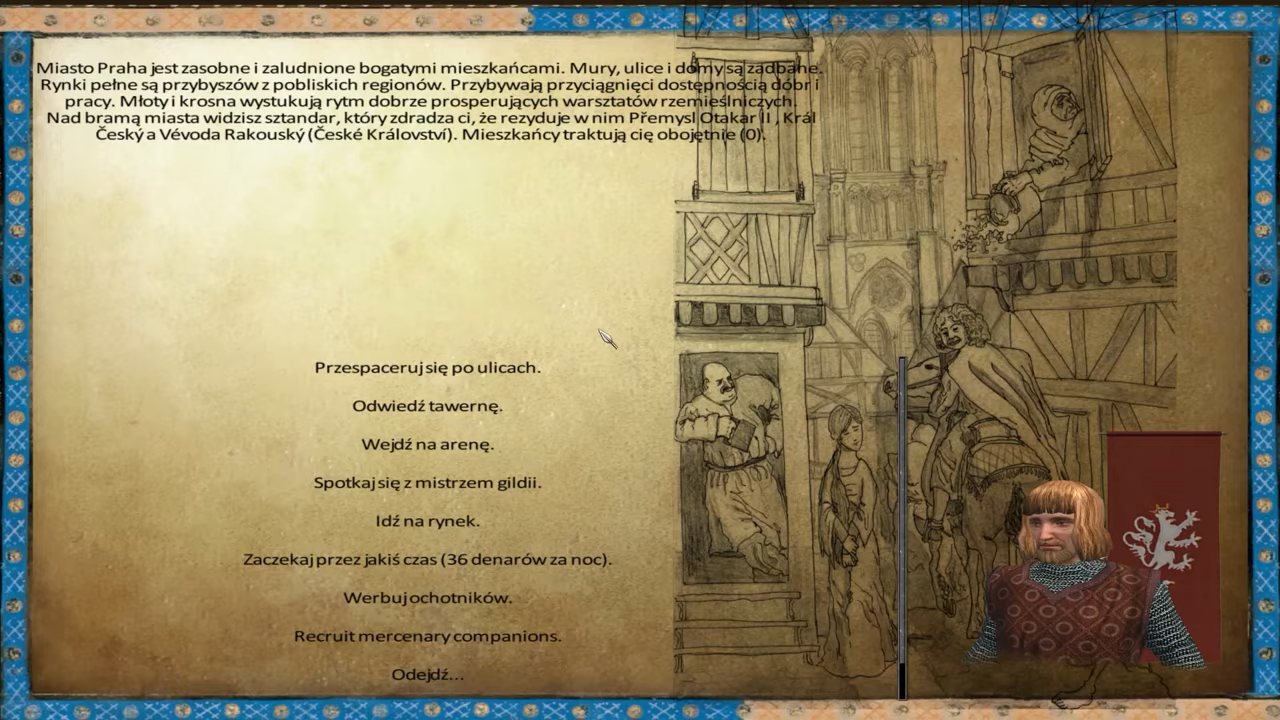 Miasto Praha jest zasobne i zaludnione bogatymi mieszkańcami. Mury, ulice i domy są zadbane.
Rynki pełne są przybyszów z pobliskich regionów. Przybywają przyciągnięci dostępnością dóbr i
pracy. Młoty i krosna wystukują rytm dobrze prosperujących warsztatów rzemieślniczych.
Nad bramą miasta widzisz sztandar, który zdradza ci, że rezyduje w nim Přemysl Otakar II , Král
Český a Vévoda Rakouský (České Království). Mieszkańcy traktują cię obojętnie (0).
Przespaceruj się po ulicach.
Odwiedź tawernę.
Wejdź na arenę.
Spotkaj się z mistrzem gildii.
Idź na rynek.
Zaczekaj przez jakiś czas (36 denarów za noc).
Werbuj ochotników.
Recruit mercenary companions.
Odejdź...